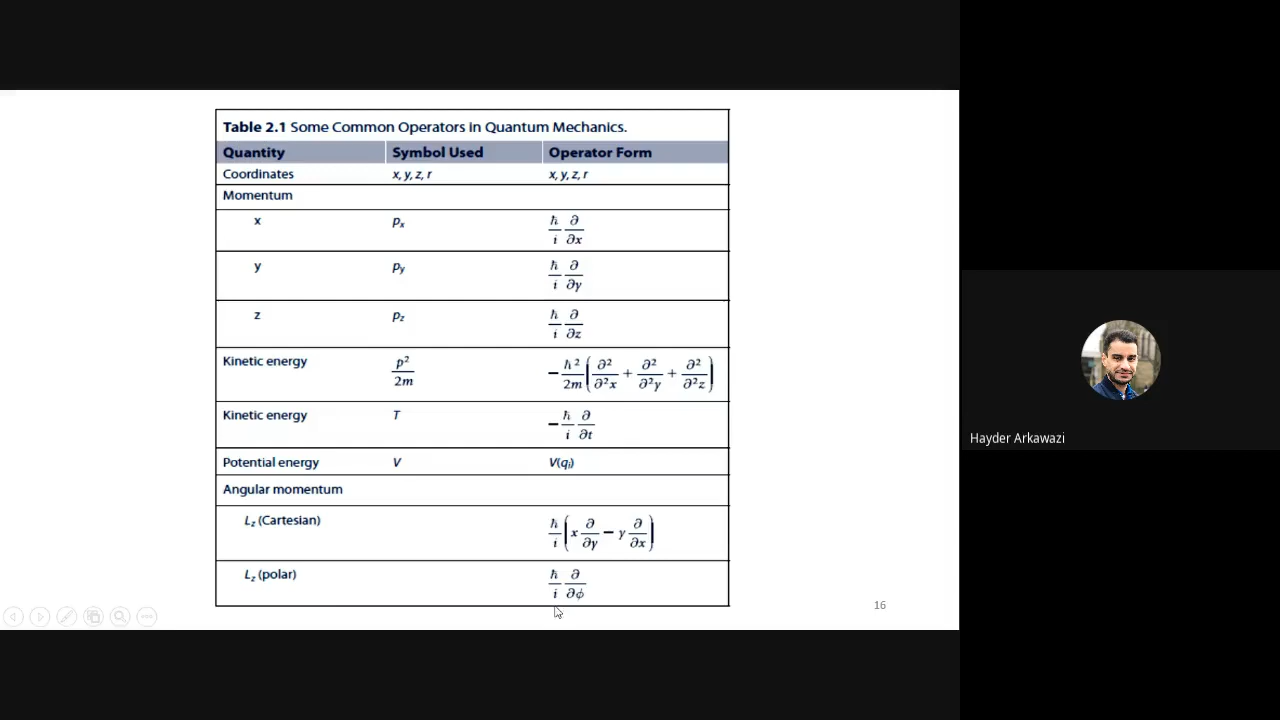 Table 2.1 Some Common Operators in Quantum Mechanics.
Quantity Symbol Used Operator Form
Coordinates x, y, z, r x, y, z, r
Momentum
x pₓ ħ/i ∂/∂x
y p_y ħ/i ∂/∂y
z p_z ħ/i ∂/∂z
Kinetic energy p²/2m −ħ²/2m (∂²/∂²x + ∂²/∂²y + ∂²/∂²z)
Kinetic energy T −ħ/i ∂/∂t
Potential energy V V(qᵢ)
Angular momentum
L_z (Cartesian) ħ/i (x ∂/∂y − y ∂/∂x)
L_z (polar) ħ/i ∂/∂ϕ
16
Hayder Arkawazi